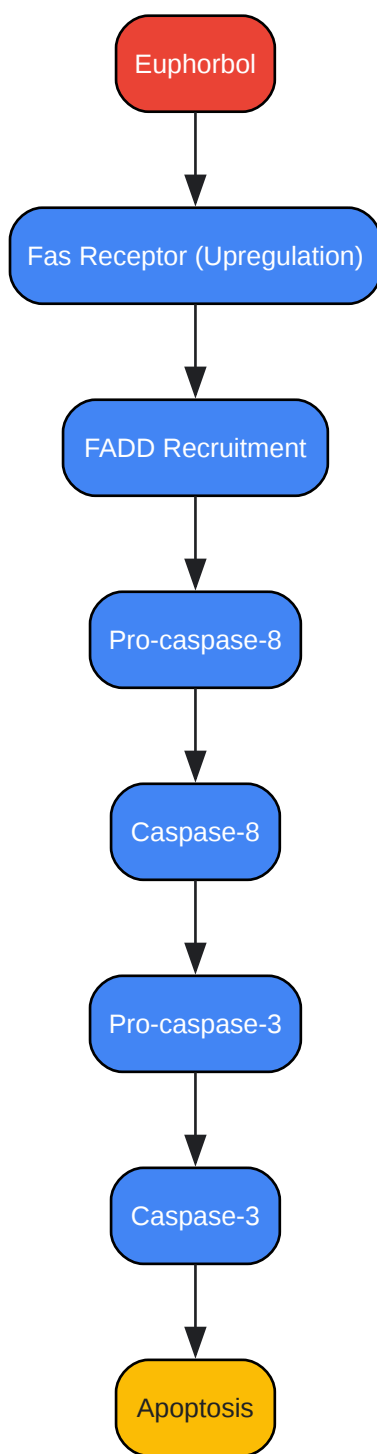 Euphorbol
Fas Receptor (Upregulation)
FADD Recruitment
Pro-caspase-8
Caspase-8
Pro-caspase-3
Caspase-3
Apoptosis